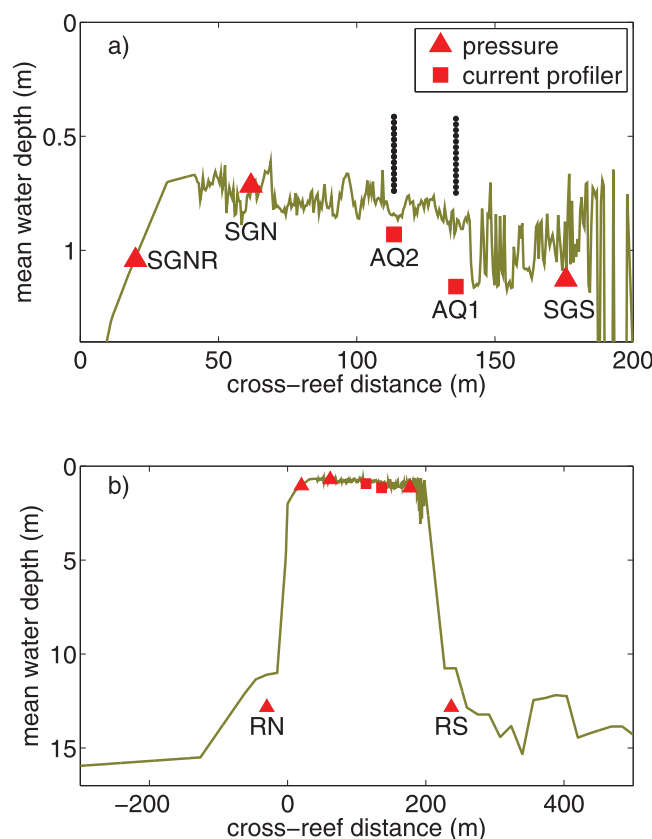 0
a)
pressure
current profiler
0.5
1
mean water depth (m)
SGNR
SGN
AQ2
AQ1
SGS
0 50 100 150 200
cross−reef distance (m)
0
b)
5
10
15
mean water depth (m)
RN
RS
−200 0 200 400
cross−reef distance (m)